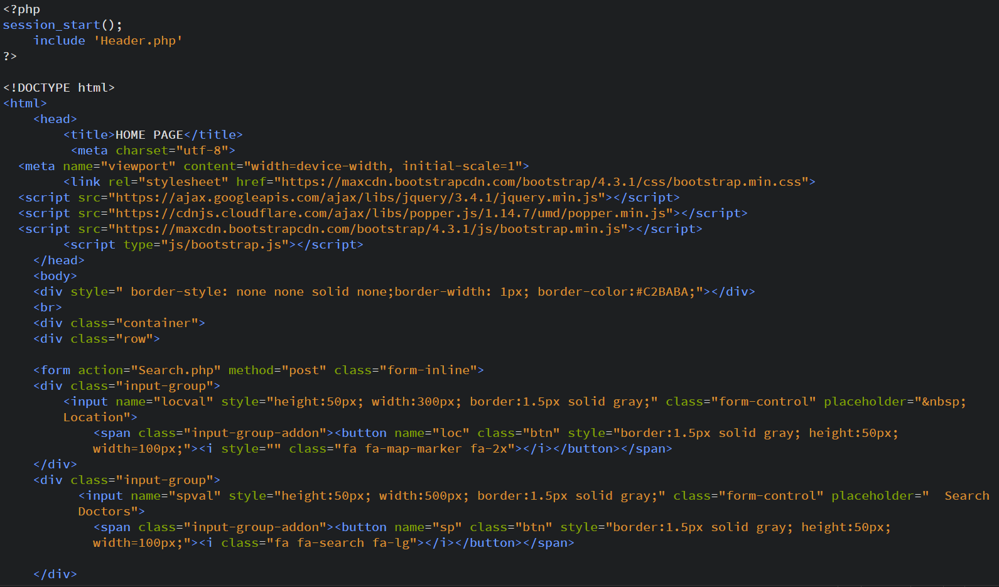 <?php
session_start();
    include 'Header.php'
?>

<!DOCTYPE html>
<html>
    <head>
        <title>HOME PAGE</title>
         <meta charset="utf-8">
  <meta name="viewport" content="width=device-width, initial-scale=1">
        <link rel="stylesheet" href="https://maxcdn.bootstrapcdn.com/bootstrap/4.3.1/css/bootstrap.min.css">
  <script src="https://ajax.googleapis.com/ajax/libs/jquery/3.4.1/jquery.min.js"></script>
  <script src="https://cdnjs.cloudflare.com/ajax/libs/popper.js/1.14.7/umd/popper.min.js"></script>
  <script src="https://maxcdn.bootstrapcdn.com/bootstrap/4.3.1/js/bootstrap.min.js"></script>
        <script type="js/bootstrap.js"></script>
    </head>
    <body>
    <div style=" border-style: none none solid none;border-width: 1px; border-color:#C2BABA;"></div>
    <br>
    <div class="container">
    <div class="row">

    <form action="Search.php" method="post" class="form-inline">
    <div class="input-group">
        <input name="locval" style="height:50px; width:300px; border:1.5px solid gray;" class="form-control" placeholder="&nbsp;
        Location">
            <span class="input-group-addon"><button name="loc" class="btn" style="border:1.5px solid gray; height:50px;
            width=100px;"><i style="" class="fa fa-map-marker fa-2x"></i></button></span>
    </div>
    <div class="input-group">
          <input name="spval" style="height:50px; width:500px; border:1.5px solid gray;" class="form-control" placeholder="  Search
          Doctors">
            <span class="input-group-addon"><button name="sp" class="btn" style="border:1.5px solid gray; height:50px;
            width=100px;"><i class="fa fa-search fa-lg"></i></button></span>

    </div>